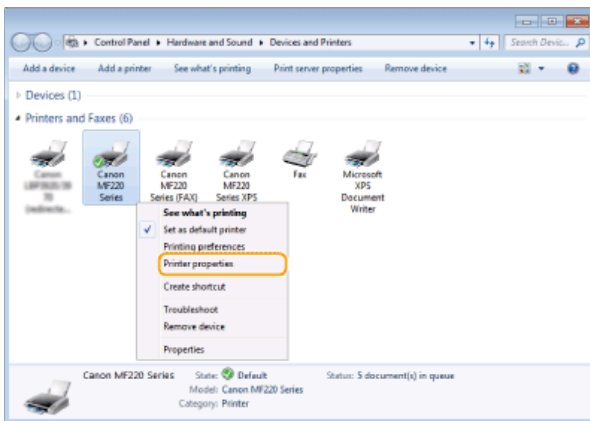 Control Panel ▸ Hardware and Sound ▸ Devices and Printers
Search Devic...
Add a device Add a printer See what's printing Print server properties Remove device
Devices (1)
Printers and Faxes (6)
Canon MF220 Series
Canon MF220 Series (FAX)
Canon MF220 Series XPS
Fax
Microsoft XPS Document Writer
See what's printing
Set as default printer
Printing preferences
Printer properties
Create shortcut
Troubleshoot
Remove device
Properties
Canon MF220 Series State: Default Status: 5 document(s) in queue
Model: Canon MF220 Series
Category: Printer